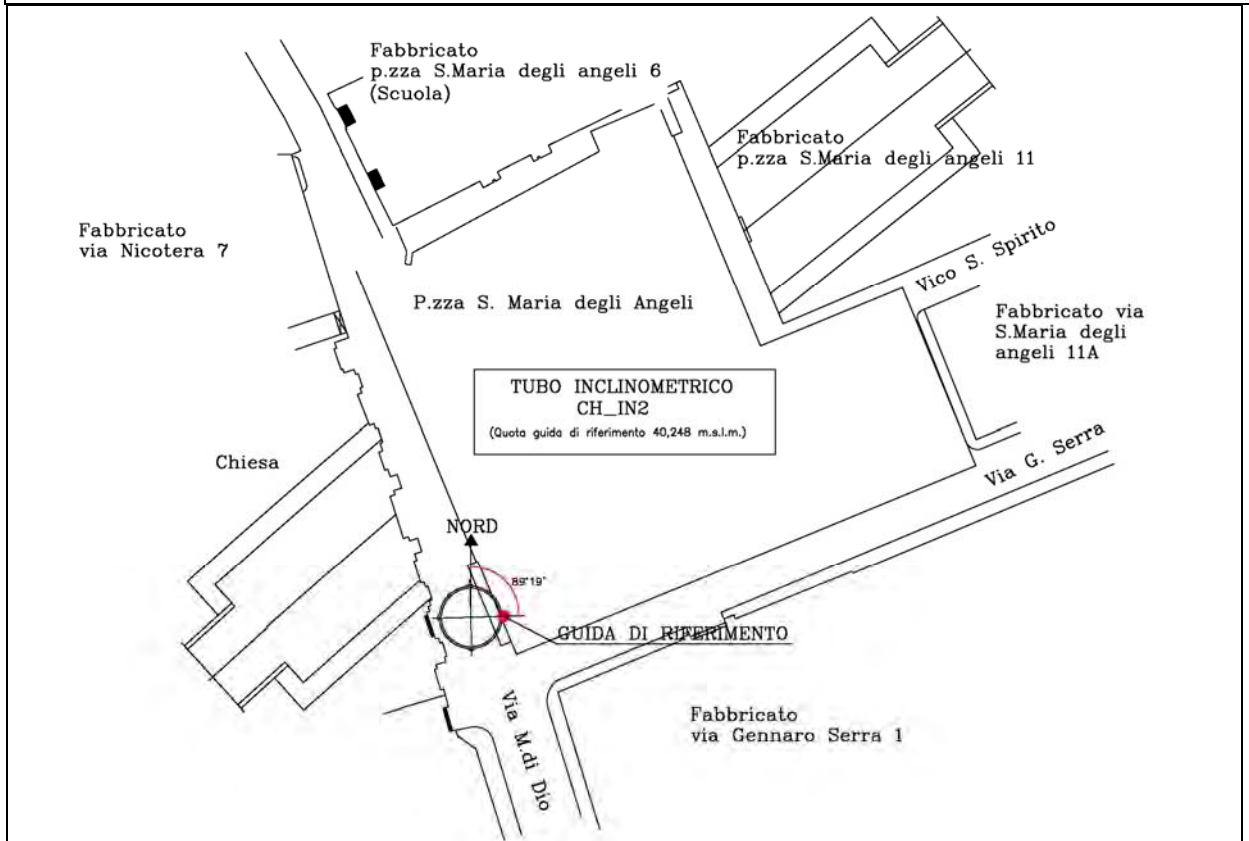 Fabbricato
p.zza S.Maria degli angeli 6
(Scuola)
Fabbricato
p.zza S.Maria degli angeli 11
Fabbricato
via Nicotera 7
Vico S. Spirito
P.zza S. Maria degli Angeli
Fabbricato via
S.Maria degli
angeli 11A
TUBO INCLINOMETRICO
CH_IN2
(Quota guida di riferimento 40,248 m.s.l.m.)
Chiesa
Via G. Serra
NORD
89°19'
GUIDA DI RIFERIMENTO
Via M.di Dio
Fabbricato
via Gennaro Serra 1